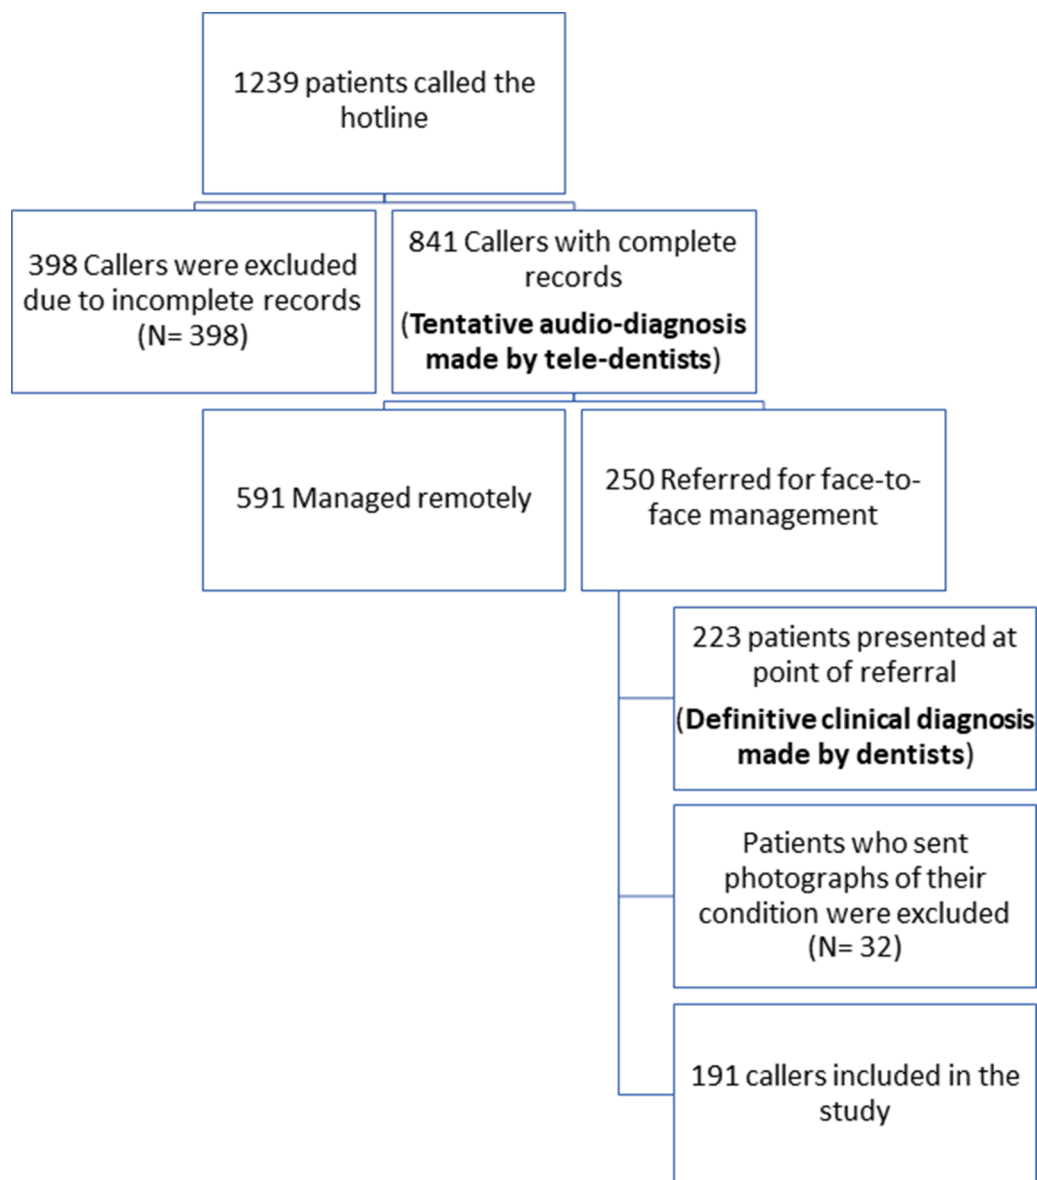 1239 patients called the
hotline
398 Callers were excluded
due to incomplete records
(N= 398)
841 Callers with complete
records
(Tentative audio-diagnosis
made by tele-dentists)
591 Managed remotely
250 Referred for face-to-
face management
223 patients presented at
point of referral
(Definitive clinical diagnosis
made by dentists)
Patients who sent
photographs of their
condition were excluded
(N= 32)
191 callers included in the
study